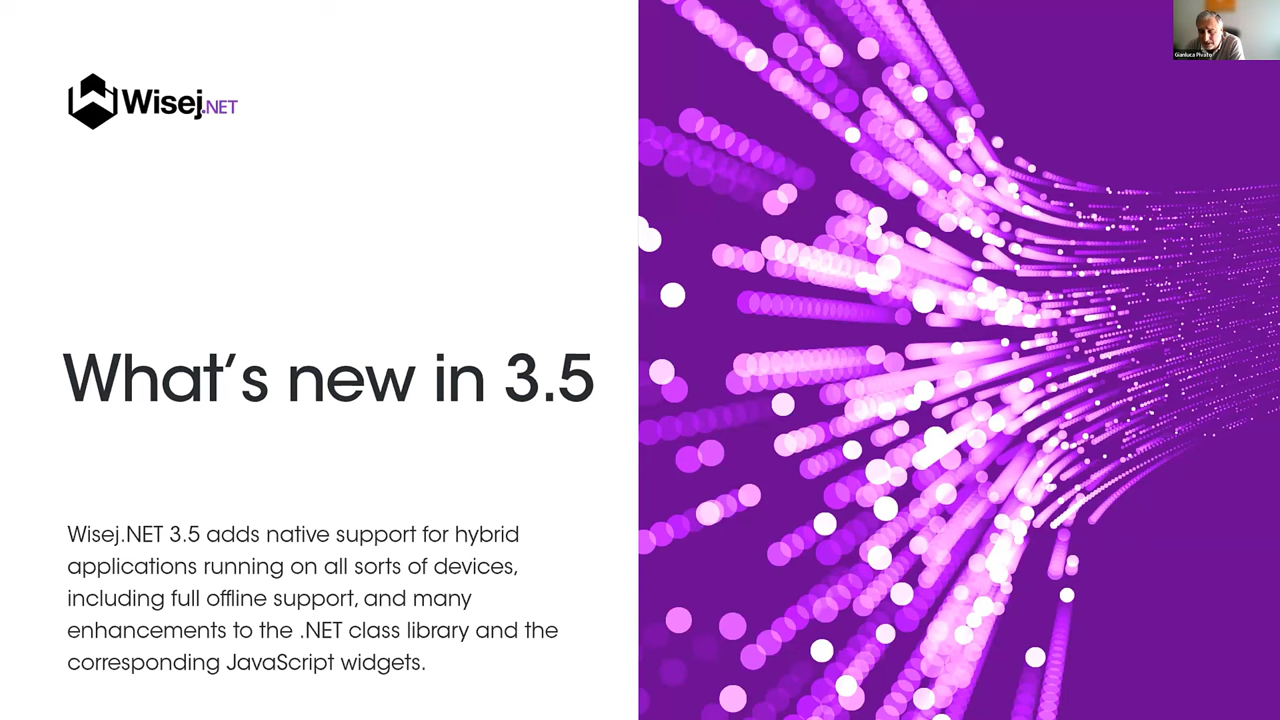 Wisej.NET
Gianluca Pivato
What's new in 3.5
Wisej.NET 3.5 adds native support for hybrid
applications running on all sorts of devices,
including full offline support, and many
enhancements to the .NET class library and the
corresponding JavaScript widgets.